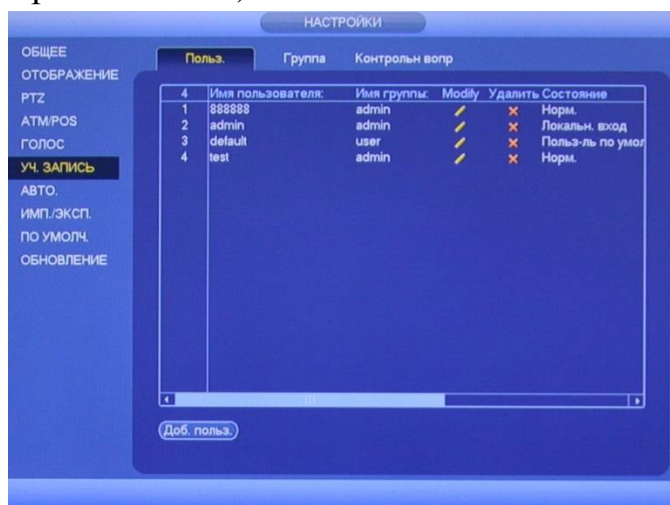 НАСТРОЙКИ
ОБЩЕЕ
ОТОБРАЖЕНИЕ
PTZ
ATM/POS
ГОЛОС
УЧ. ЗАПИСЬ
АВТО.
ИМП./ЭКСП.
ПО УМОЛЧ.
ОБНОВЛЕНИЕ
Польз. Группа Контрольн вопр
4 Имя пользователя: Имя группы: Modify Удалить Состояние
1 888888 admin Норм.
2 admin admin Локальн. вход
3 default user Польз-ль по умол
4 test admin Норм.
Доб. польз.